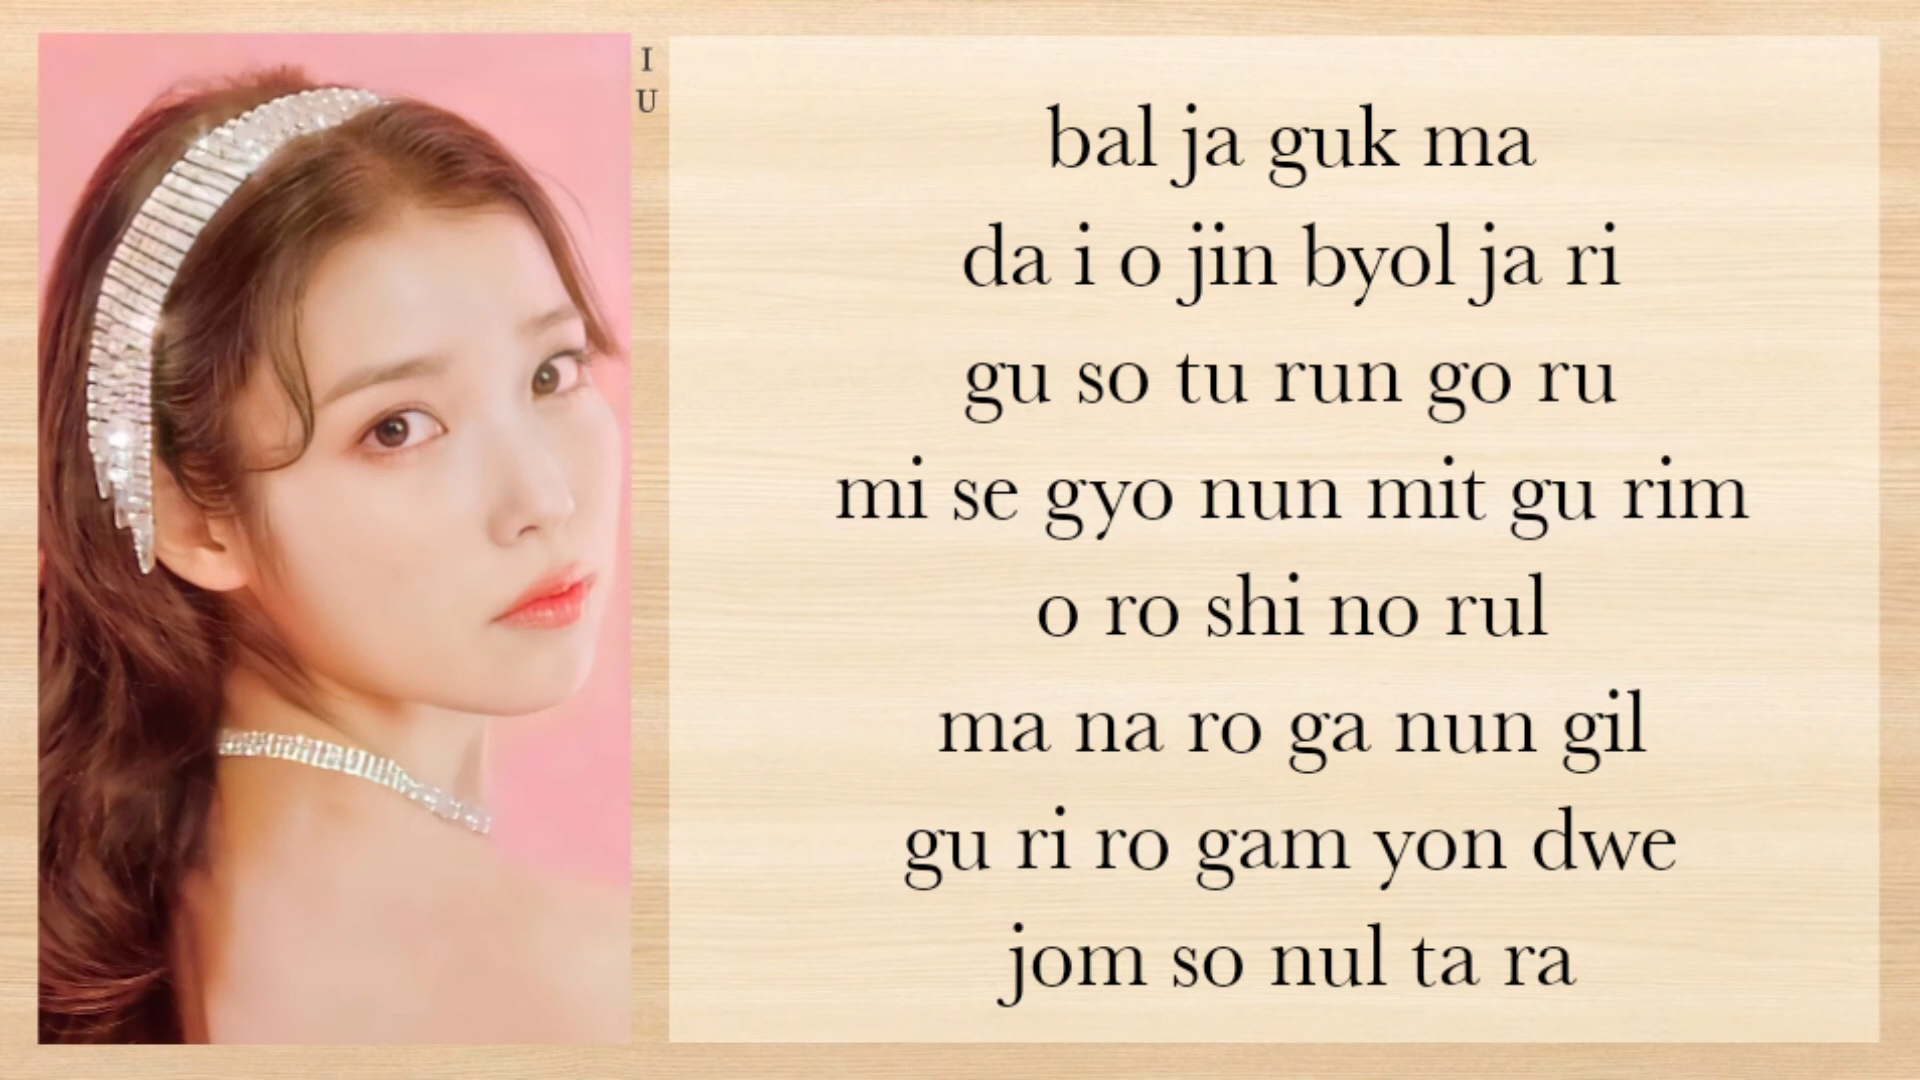 I
U
bal ja guk ma
da i o jin byol ja ri
gu so tu run go ru
mi se gyo nun mit gu rim
o ro shi no rul
ma na ro ga nun gil
gu ri ro gam yon dwe
jom so nul ta ra